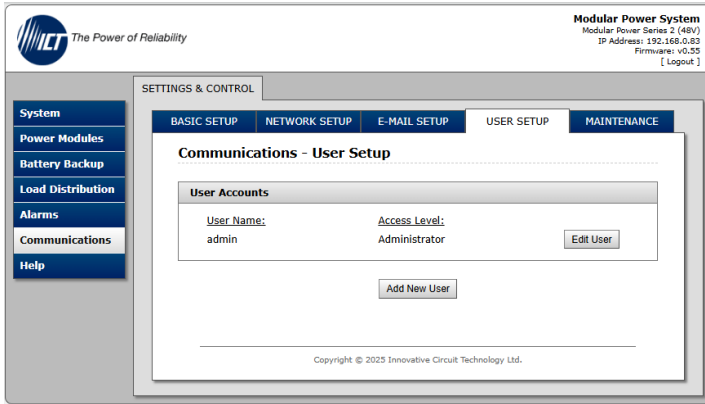 ICT The Power of Reliability
Modular Power System
Modular Power Series 2 (48V)
IP Address: 192.168.0.83
Firmware: v0.55
[ Logout ]
SETTINGS & CONTROL
System
Power Modules
Battery Backup
Load Distribution
Alarms
Communications
Help
BASIC SETUP NETWORK SETUP E-MAIL SETUP USER SETUP MAINTENANCE
Communications - User Setup
User Accounts
User Name: Access Level:
admin Administrator Edit User
Add New User
Copyright © 2025 Innovative Circuit Technology Ltd.